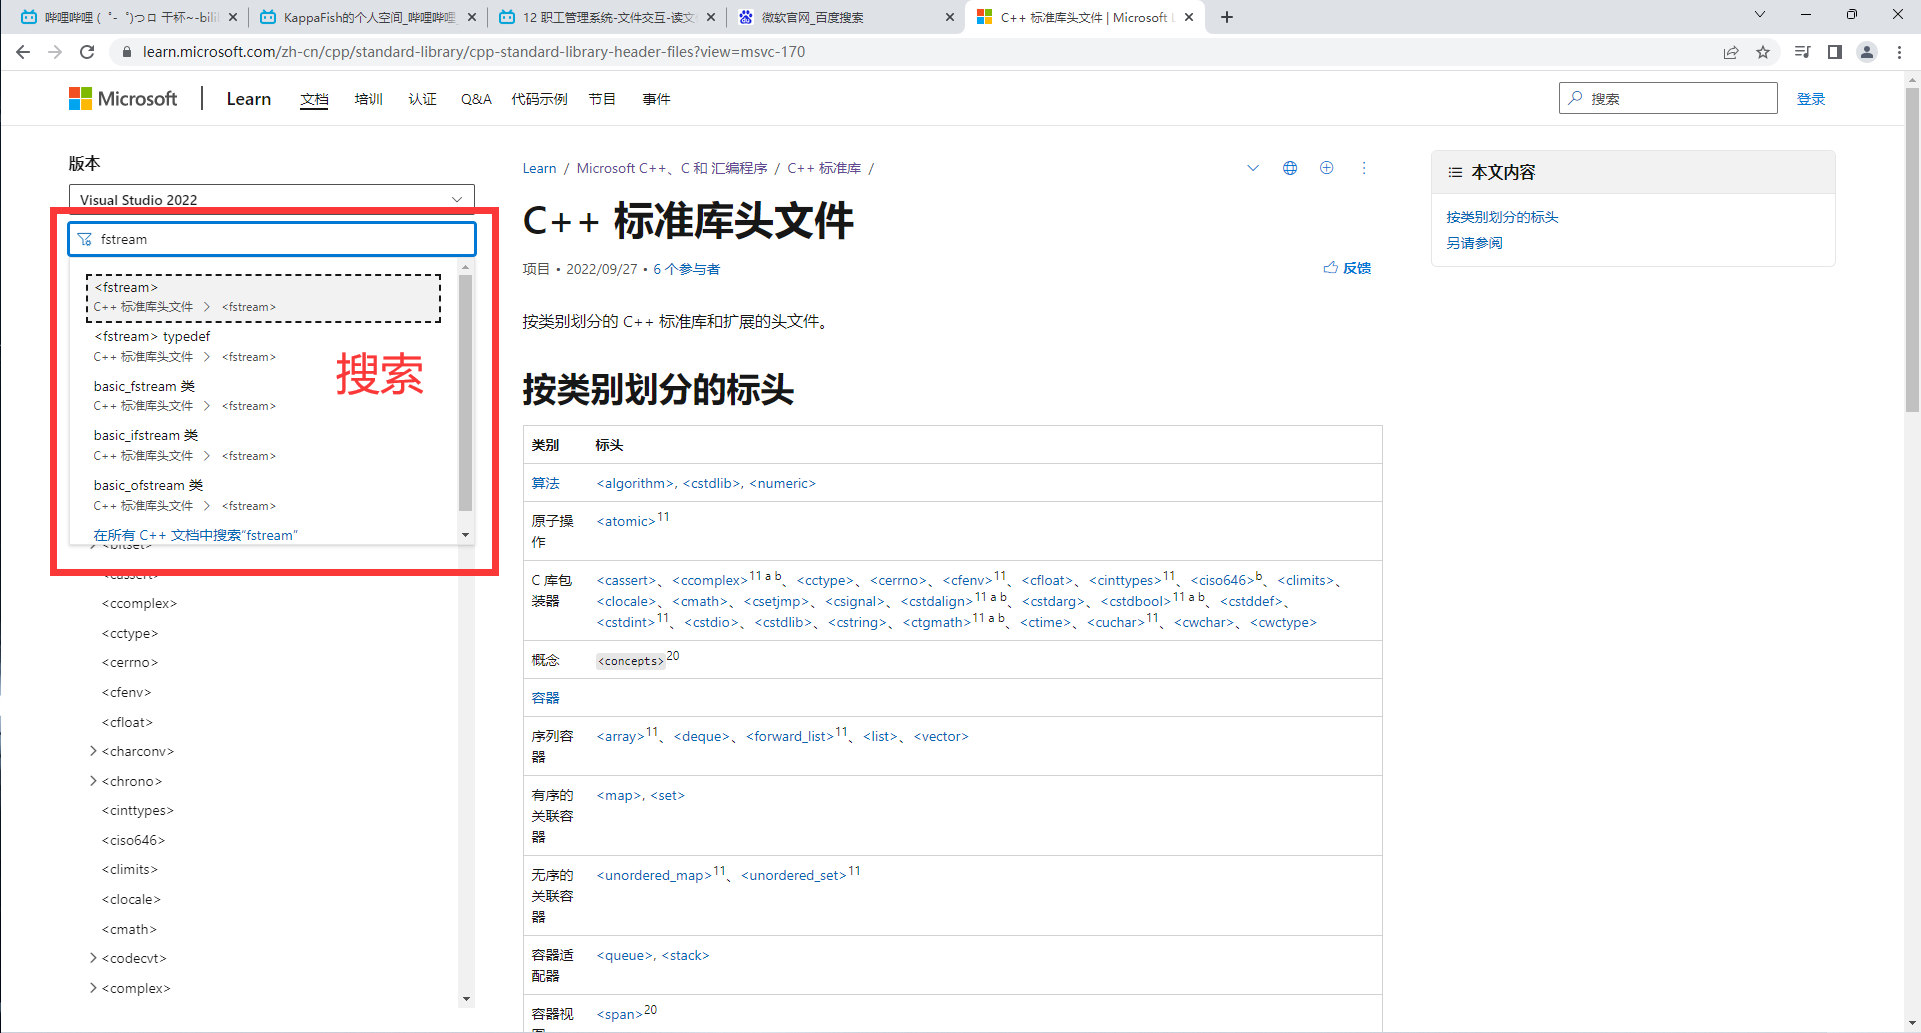 哔哩哔哩 ( ゜- ゜)つロ 干杯~-bili
KappaFish的个人空间_哔哩哔哩_
12 职工管理系统-文件交互-读文
微软官网_百度搜索
C++ 标准库头文件 | Microsoft L
learn.microsoft.com/zh-cn/cpp/standard-library/cpp-standard-library-header-files?view=msvc-170
Microsoft
Learn 文档 培训 认证 Q&A 代码示例 节目 事件
搜索
登录
版本
Visual Studio 2022
fstream
<fstream>
C++ 标准库头文件 > <fstream>
<fstream> typedef
C++ 标准库头文件 > <fstream>
basic_fstream 类
C++ 标准库头文件 > <fstream>
basic_ifstream 类
C++ 标准库头文件 > <fstream>
basic_ofstream 类
C++ 标准库头文件 > <fstream>
在所有 C++ 文档中搜索"fstream"
搜索
<bitset>
<cassert>
<ccomplex>
<cctype>
<cerrno>
<cfenv>
<cfloat>
<charconv>
<chrono>
<cinttypes>
<ciso646>
<climits>
<clocale>
<cmath>
<codecvt>
<complex>
Learn / Microsoft C++、C 和 汇编程序 / C++ 标准库 /
C++ 标准库头文件
项目 • 2022/09/27 • 6 个参与者
反馈
按类别划分的 C++ 标准库和扩展的头文件。
按类别划分的标头
类别 标头
算法 <algorithm>, <cstdlib>, <numeric>
原子操作 <atomic>11
C 库包装器 <cassert>、<ccomplex>11 a b、<cctype>、<cerrno>、<cfenv>11、<cfloat>、<cinttypes>11、<ciso646>b、<climits>、
<clocale>、<cmath>、<csetjmp>、<csignal>、<cstdalign>11 a b、<cstdarg>、<cstdbool>11 a b、<cstddef>、
<cstdint>11、<cstdio>、<cstdlib>、<cstring>、<ctgmath>11 a b、<ctime>、<cuchar>11、<cwchar>、<cwctype>
概念 <concepts>20
容器
序列容器 <array>11、<deque>、<forward_list>11、<list>、<vector>
有序的关联容器 <map>, <set>
无序的关联容器 <unordered_map>11、<unordered_set>11
容器适配器 <queue>, <stack>
容器视 <span>20
本文内容
按类别划分的标头
另请参阅